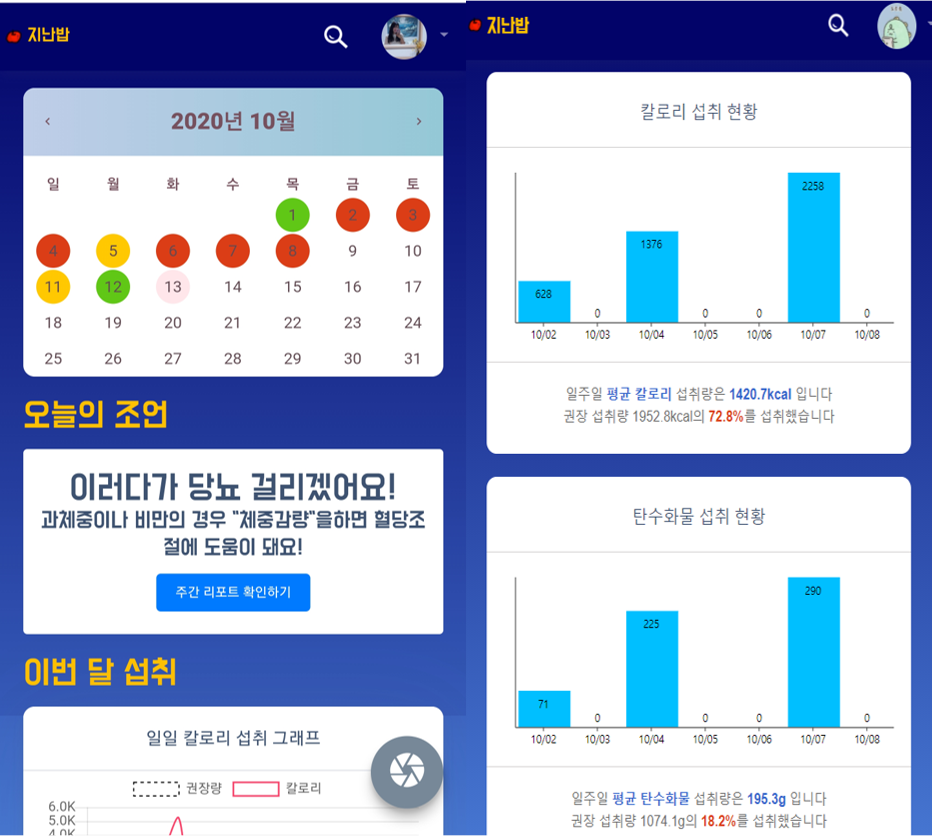 지난밥
2020년 10월
일 월 화 수 목 금 토
1 2 3
4 5 6 7 8 9 10
11 12 13 14 15 16 17
18 19 20 21 22 23 24
25 26 27 28 29 30 31
오늘의 조언
이러다가 당뇨 걸리겠어요!
과체중이나 비만의 경우 "체중감량"을하면 혈당조
절에 도움이 돼요!
주간 리포트 확인하기
이번 달 섭취
일일 칼로리 섭취 그래프
권장량 칼로리
6.0K
5.0K
4.0K
지난밥
칼로리 섭취 현황
2258
1376
628
0 0 0 0
10/02 10/03 10/04 10/05 10/06 10/07 10/08
일주일 평균 칼로리 섭취량은 1420.7kcal 입니다
권장 섭취량 1952.8kcal의 72.8%를 섭취했습니다
탄수화물 섭취 현황
290
225
71
0 0 0 0
10/02 10/03 10/04 10/05 10/06 10/07 10/08
일주일 평균 탄수화물 섭취량은 195.3g 입니다
권장 섭취량 1074.1g의 18.2%를 섭취했습니다